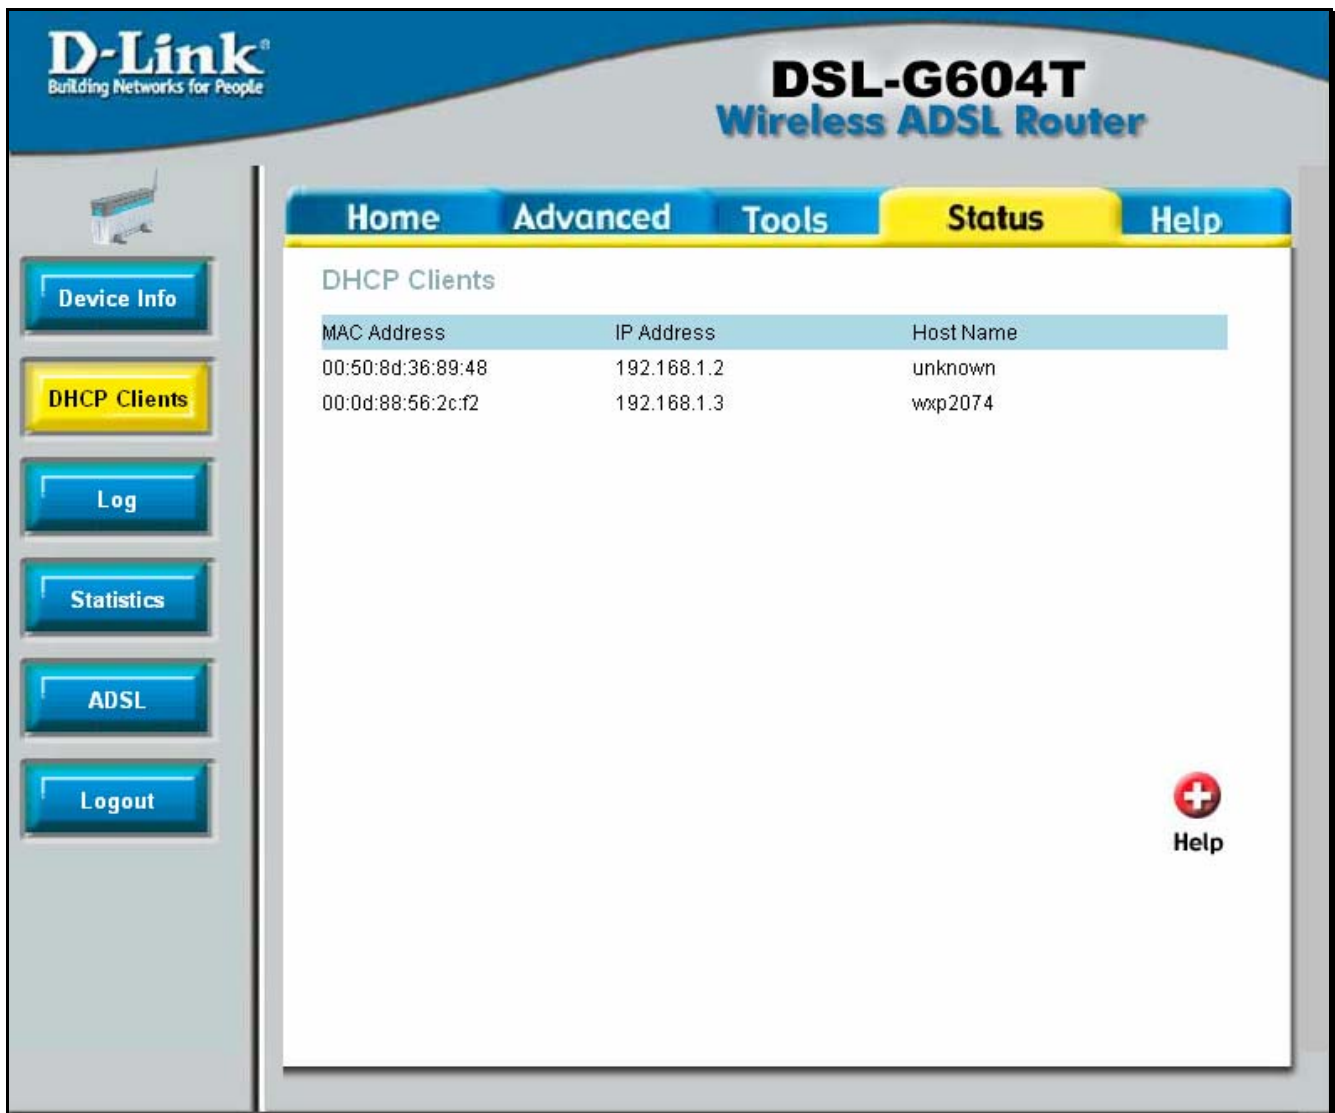 D-Link®
Building Networks for People
DSL-G604T
Wireless ADSL Router
Home Advanced Tools Status Help
Device Info
DHCP Clients
Log
Statistics
ADSL
Logout
DHCP Clients
MAC Address IP Address Host Name
00:50:8d:36:89:48 192.168.1.2 unknown
00:0d:88:56:2c:f2 192.168.1.3 wxp2074
Help